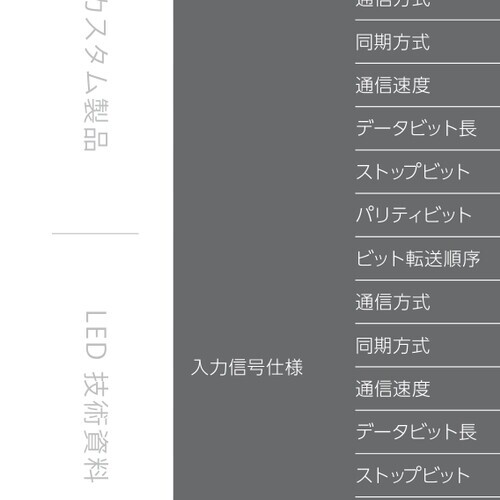 カスタム製品
LED 技術資料
入力信号仕様
通信方式
同期方式
通信速度
データビット長
ストップビット
パリティビット
ビット転送順序
通信方式
同期方式
通信速度
データビット長
ストップビット